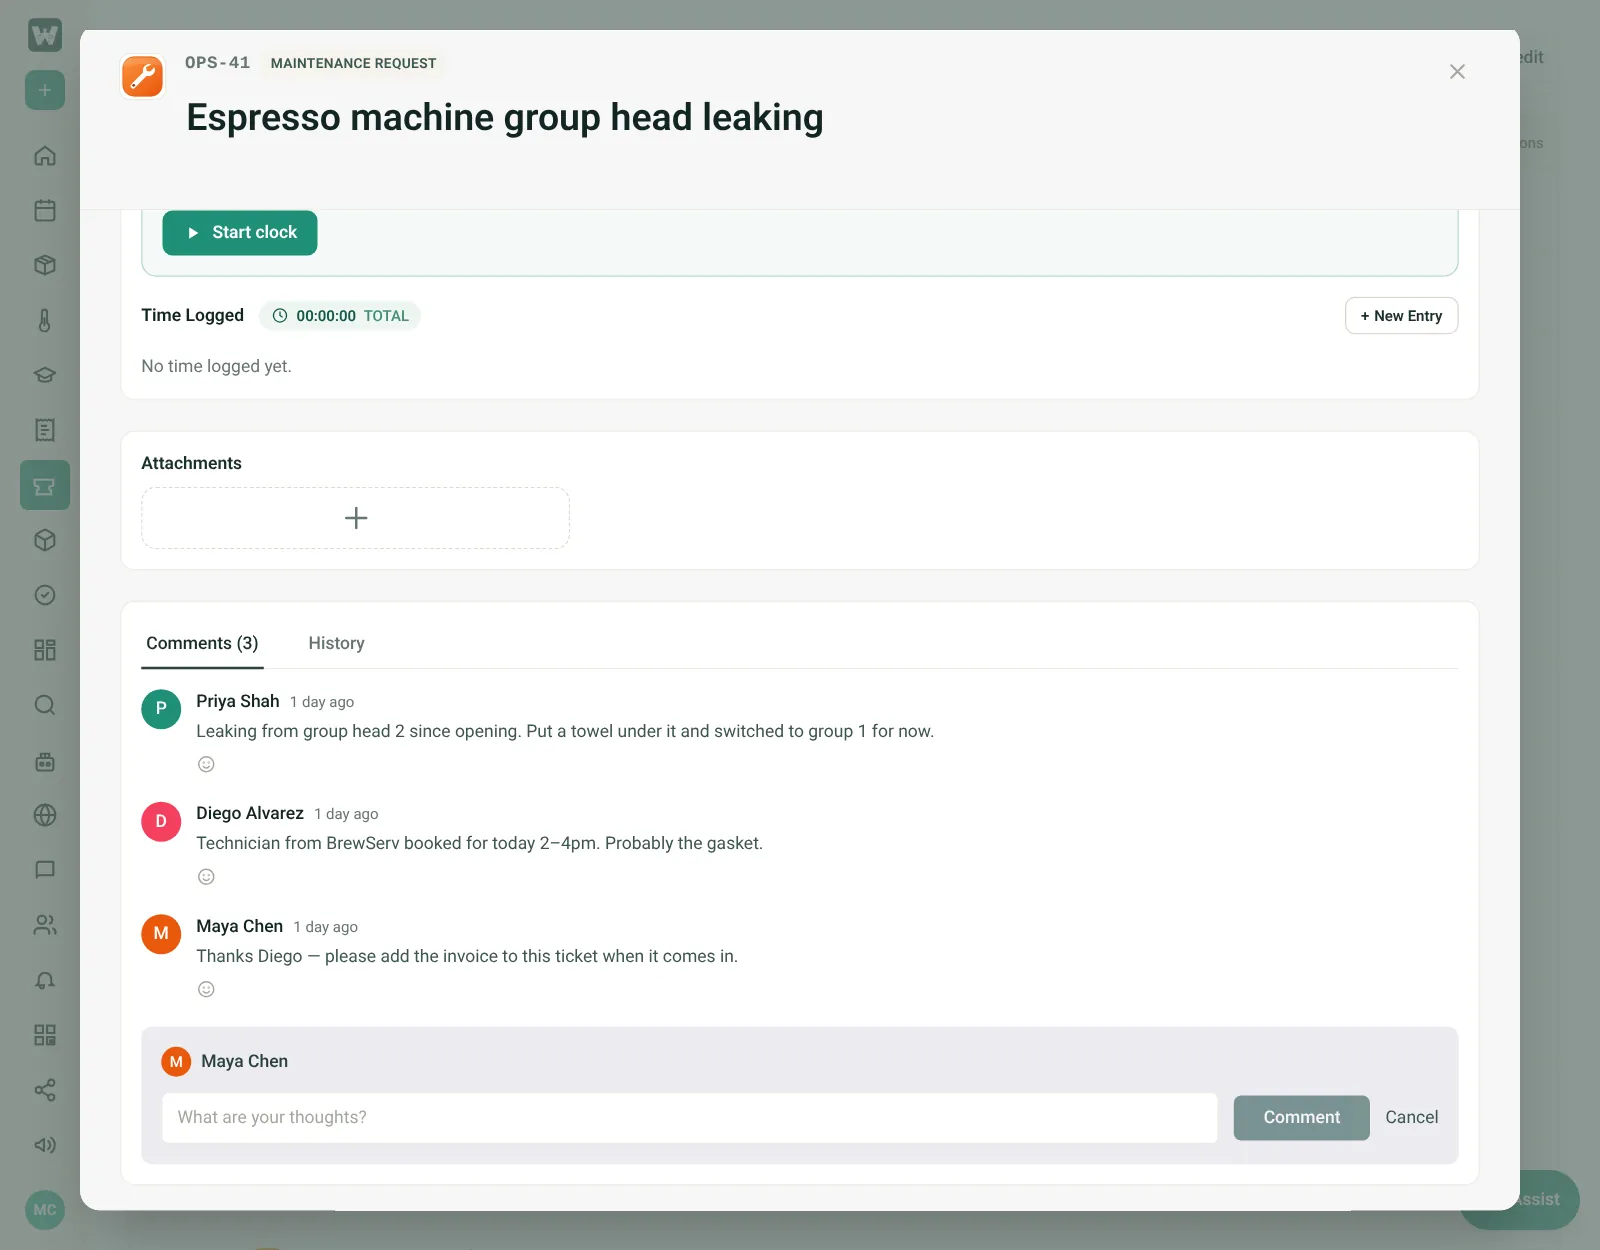 W
OPS-41 MAINTENANCE REQUEST
edit
Espresso machine group head leaking
ons
Start clock
Time Logged 00:00:00 TOTAL + New Entry
No time logged yet.
Attachments
Comments (3) History
P Priya Shah 1 day ago
Leaking from group head 2 since opening. Put a towel under it and switched to group 1 for now.
D Diego Alvarez 1 day ago
Technician from BrewServ booked for today 2–4pm. Probably the gasket.
M Maya Chen 1 day ago
Thanks Diego — please add the invoice to this ticket when it comes in.
M Maya Chen
What are your thoughts? Comment Cancel
MC
Assist